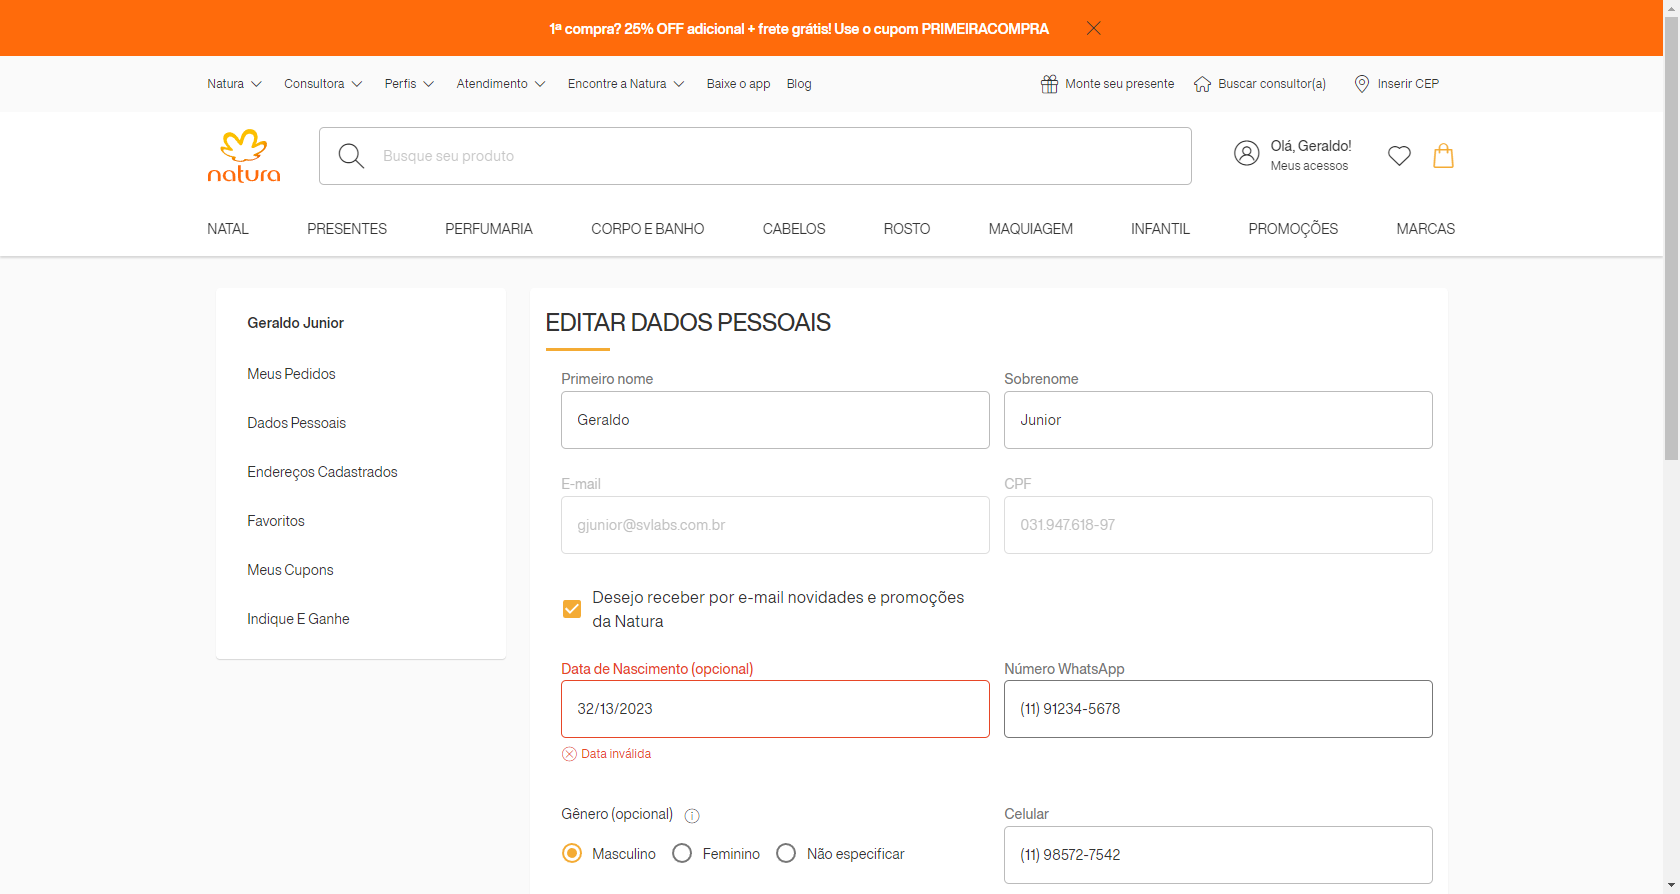 1ª compra? 25% OFF adicional + frete grátis! Use o cupom PRIMEIRACOMPRA
Natura
Consultora
Perfis
Atendimento
Encontre a Natura
Baixe o app
Blog
Monte seu presente
Buscar consultor(a)
Inserir CEP
natura
Busque seu produto
Olá, Geraldo!
Meus acessos
NATAL
PRESENTES
PERFUMARIA
CORPO E BANHO
CABELOS
ROSTO
MAQUIAGEM
INFANTIL
PROMOÇÕES
MARCAS
Geraldo Junior
Meus Pedidos
Dados Pessoais
Endereços Cadastrados
Favoritos
Meus Cupons
Indique E Ganhe
EDITAR DADOS PESSOAIS
Primeiro nome
Geraldo
Sobrenome
Junior
E-mail
gjunior@svlabs.com.br
CPF
031.947.618-97
Desejo receber por e-mail novidades e promoções
da Natura
Data de Nascimento (opcional)
32/13/2023
Data inválida
Número WhatsApp
(11) 91234-5678
Gênero (opcional)
Masculino
Feminino
Não especificar
Celular
(11) 98572-7542